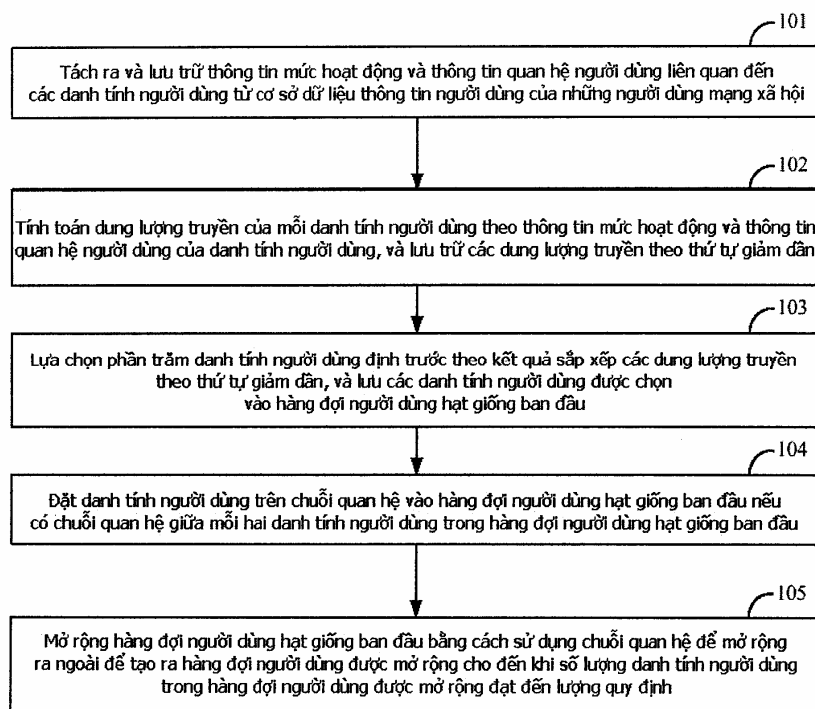 101
Tách ra và lưu trữ thông tin mức hoạt động và thông tin quan hệ người dùng liên quan đến
các danh tính người dùng từ cơ sở dữ liệu thông tin người dùng của những người dùng mạng xã hội
102
Tính toán dung lượng truyền của mỗi danh tính người dùng theo thông tin mức hoạt động và thông tin
quan hệ người dùng của danh tính người dùng, và lưu trữ các dung lượng truyền theo thứ tự giảm dần
103
Lựa chọn phần trăm danh tính người dùng định trước theo kết quả sắp xếp các dung lượng truyền
theo thứ tự giảm dần, và lưu các danh tính người dùng được chọn
vào hàng đợi người dùng hạt giống ban đầu
104
Đặt danh tính người dùng trên chuỗi quan hệ vào hàng đợi người dùng hạt giống ban đầu nếu
có chuỗi quan hệ giữa mỗi hai danh tính người dùng trong hàng đợi người dùng hạt giống ban đầu
105
Mở rộng hàng đợi người dùng hạt giống ban đầu bằng cách sử dụng chuỗi quan hệ để mở rộng
ra ngoài để tạo ra hàng đợi người dùng được mở rộng cho đến khi số lượng danh tính người dùng
trong hàng đợi người dùng được mở rộng đạt đến lượng quy định